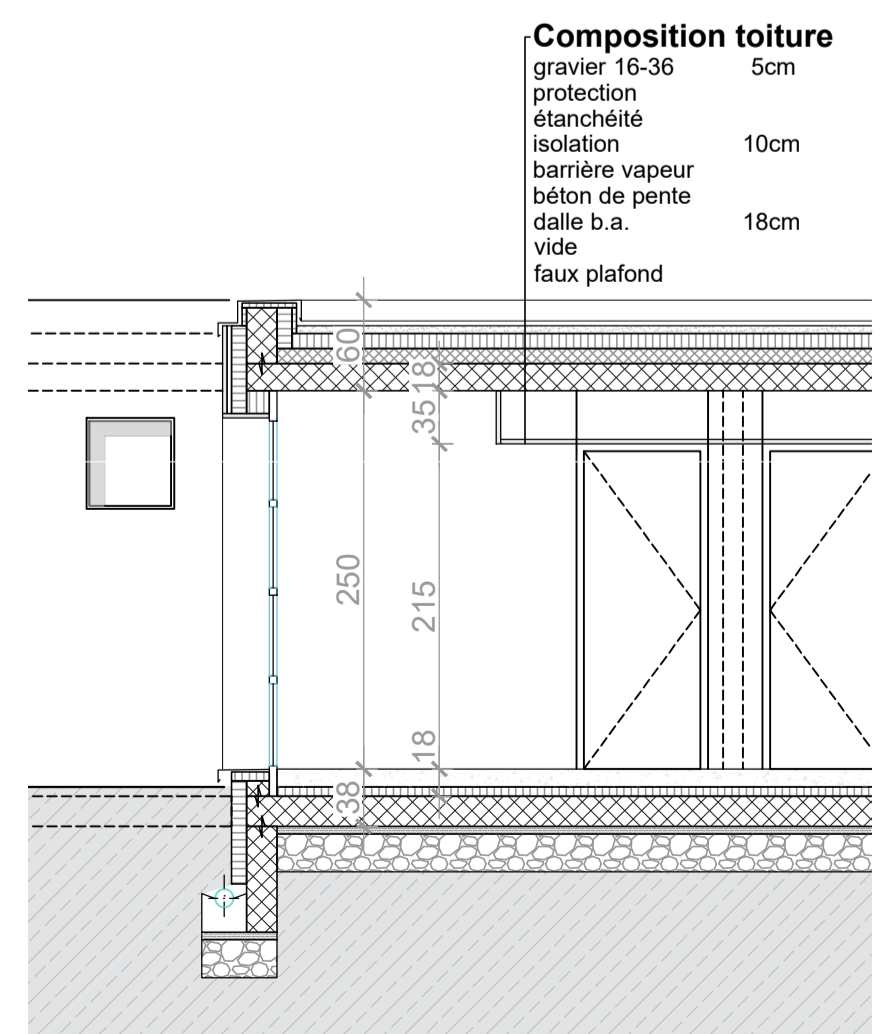 Composition toiture
gravier 16-36 5cm
protection
étanchéité
isolation 10cm
barrière vapeur
béton de pente
dalle b.a. 18cm
vide
faux plafond
60
18
35
250
215
18
38